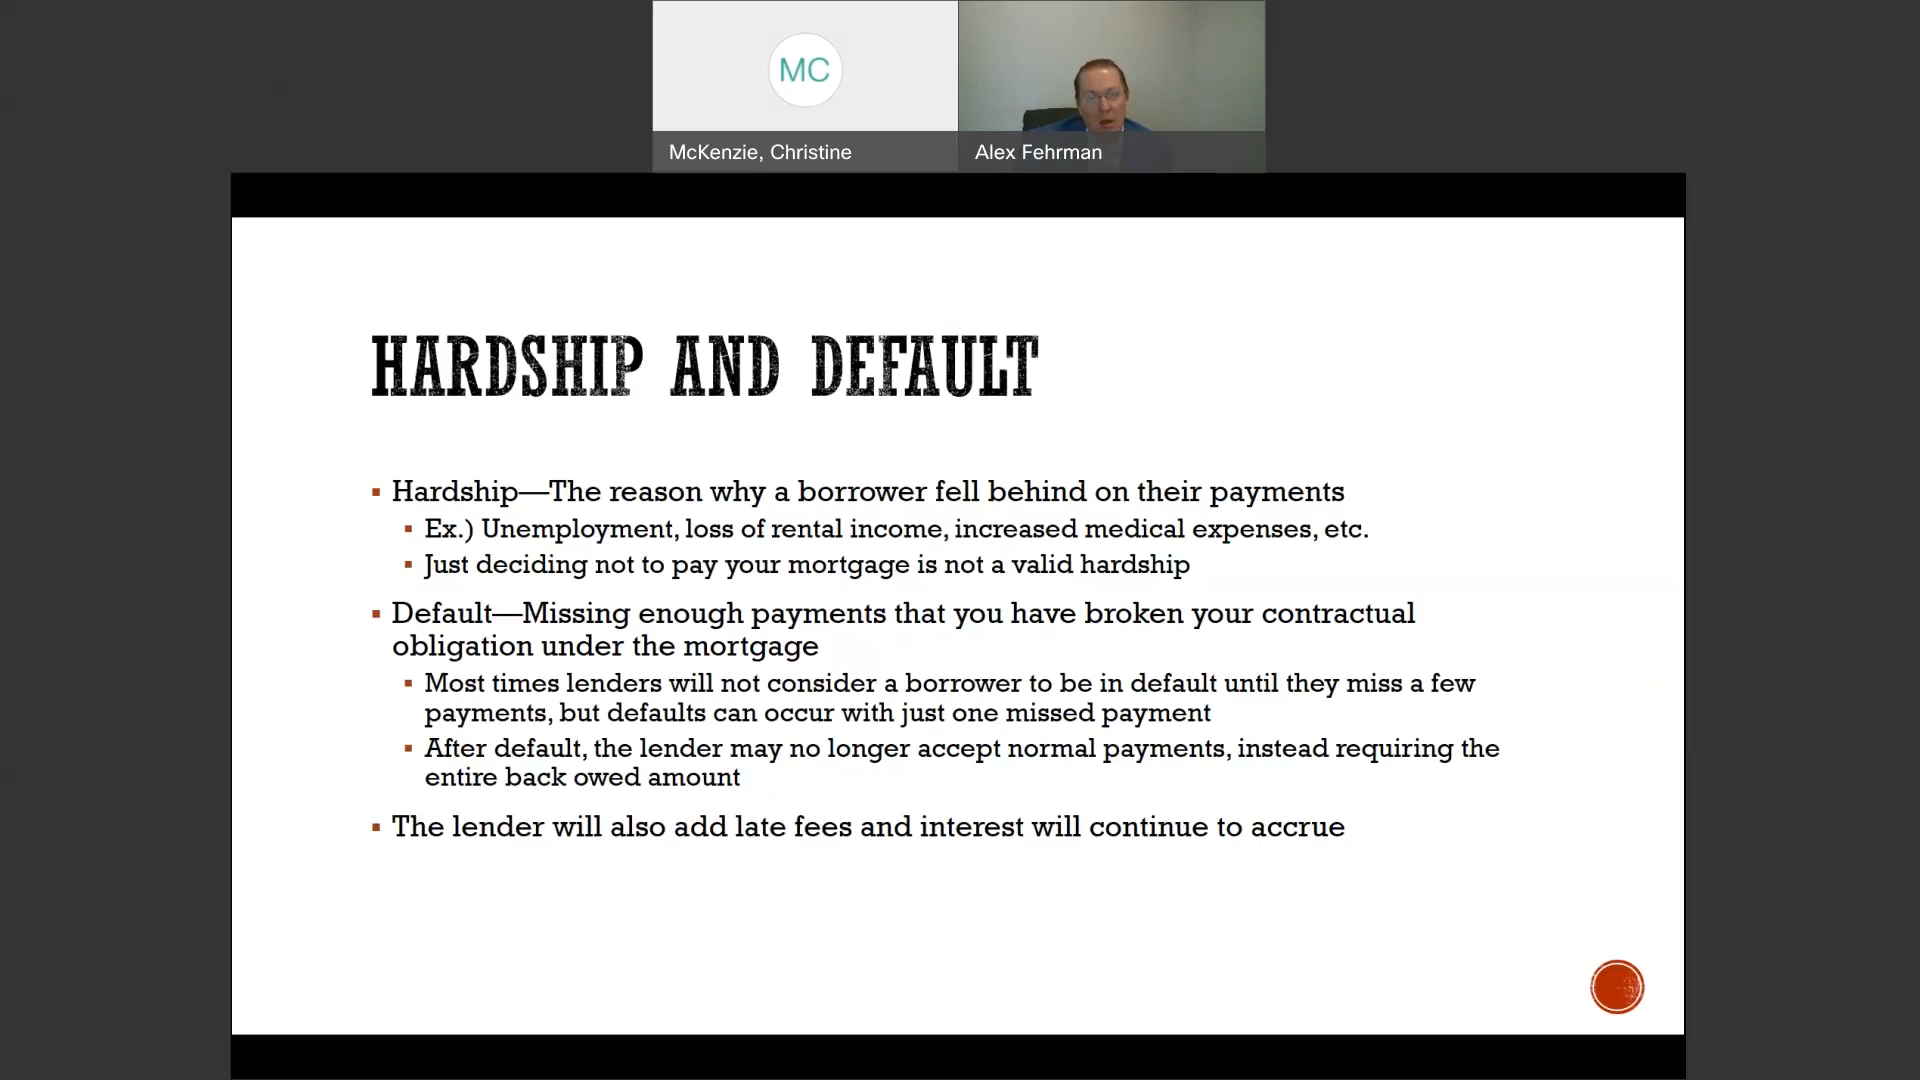 MC
McKenzie, Christine
Alex Fehrman
HARDSHIP AND DEFAULT
▪ Hardship—The reason why a borrower fell behind on their payments
▪ Ex.) Unemployment, loss of rental income, increased medical expenses, etc.
▪ Just deciding not to pay your mortgage is not a valid hardship
▪ Default—Missing enough payments that you have broken your contractual
obligation under the mortgage
▪ Most times lenders will not consider a borrower to be in default until they miss a few
payments, but defaults can occur with just one missed payment
▪ After default, the lender may no longer accept normal payments, instead requiring the
entire back owed amount
▪ The lender will also add late fees and interest will continue to accrue